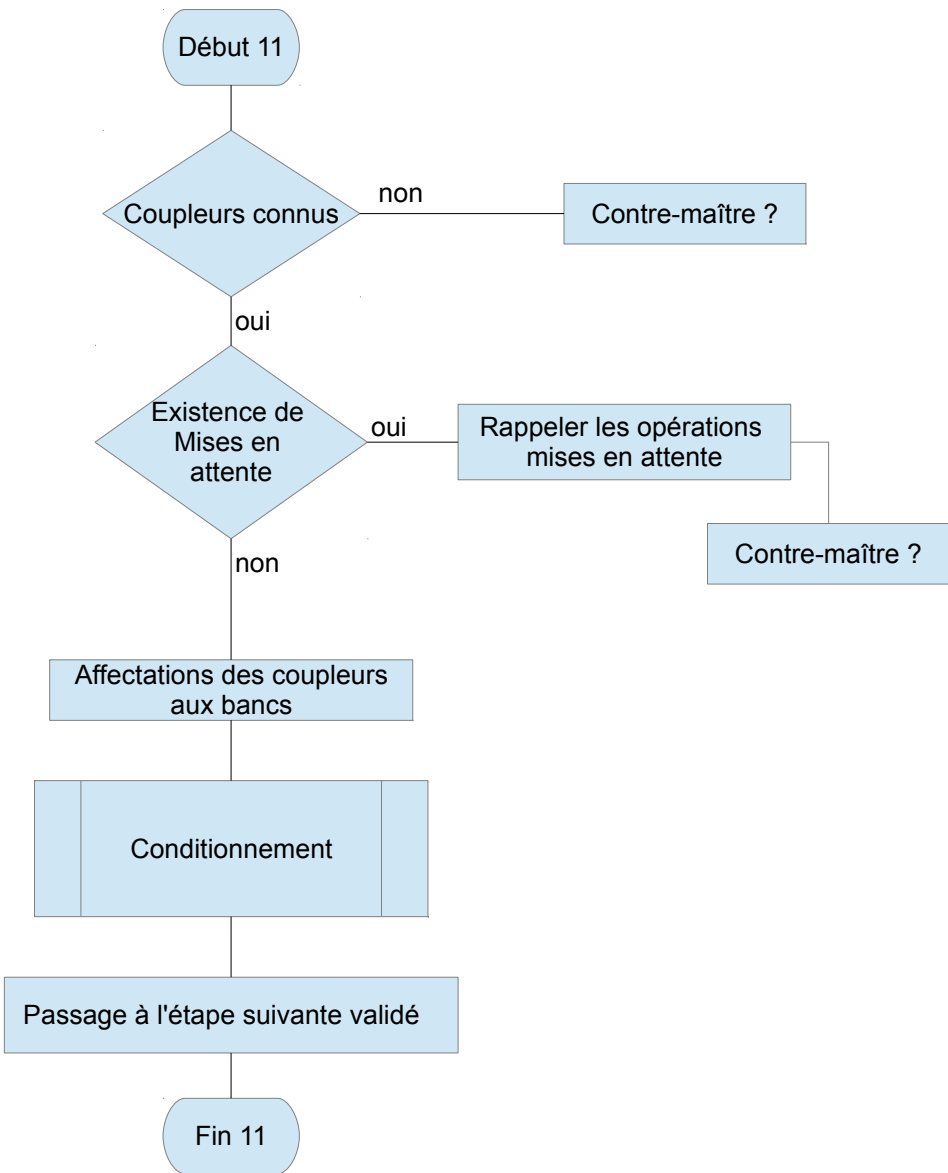 Début 11
Coupleurs connus
non
Contre-maître ?
oui
Existence de
Mises en
attente
oui
Rappeler les opérations
mises en attente
Contre-maître ?
non
Affectations des coupleurs
aux bancs
Conditionnement
Passage à l'étape suivante validé
Fin 11